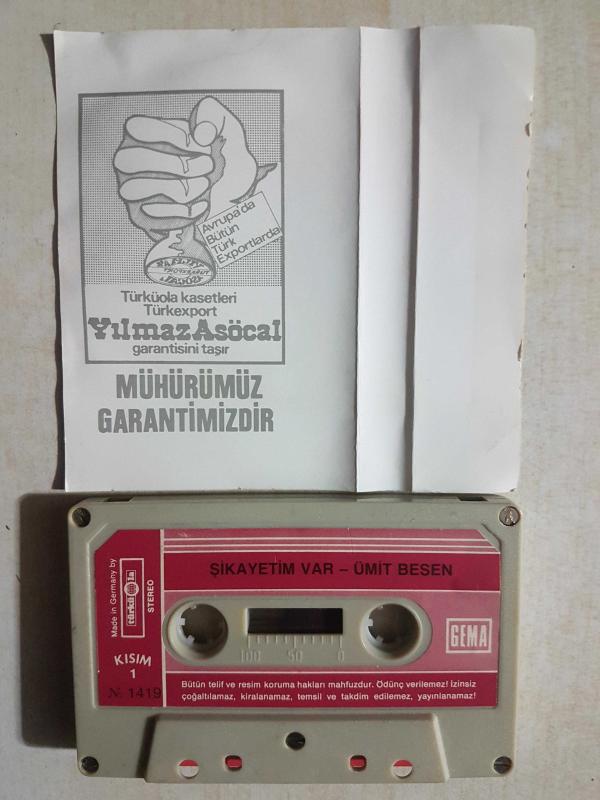 Avrupa'da
Bütün
Türk
Exportlarda
Türküola kasetleri
Türkexport
Yılmaz Asöcal
garantisini taşır
MÜHÜRÜMÜZ
GARANTİMİZDİR
ŞİKAYETİM VAR – ÜMİT BESEN
Made in Germany by
türküola
STEREO
KISIM
1
№ 1419
100 50 0
GEMA
Bütün telif ve resim koruma hakları mahfuzdur. Ödünç verilemez! İzinsiz
çoğaltılamaz, kiralanamaz, temsil ve takdim edilemez, yayınlanamaz!